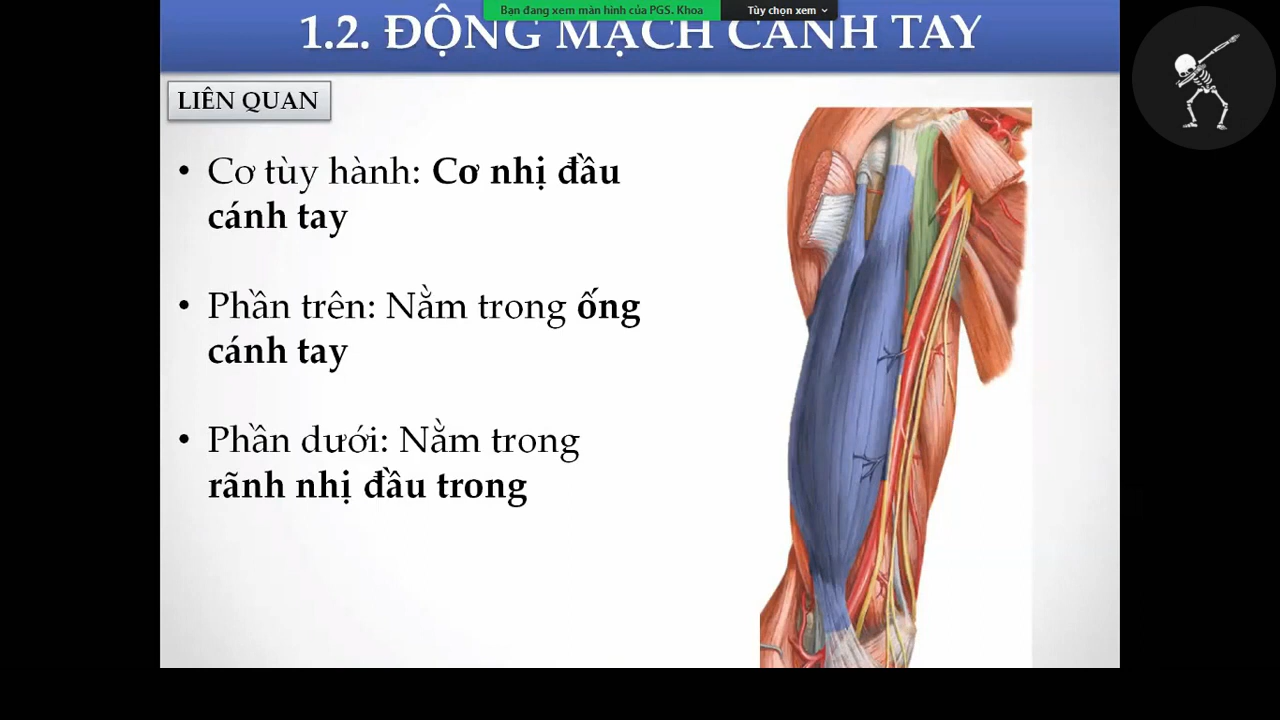 Bạn đang xem màn hình của PGS. Khoa
Tùy chọn xem
1.2. ĐỘNG MẠCH CÁNH TAY
LIÊN QUAN
• Cơ tùy hành: Cơ nhị đầu
cánh tay
• Phần trên: Nằm trong ống
cánh tay
• Phần dưới: Nằm trong
rãnh nhị đầu trong